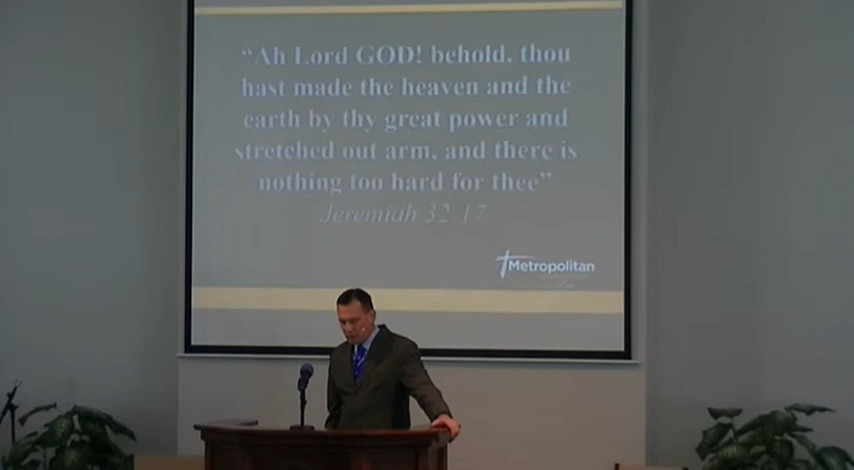 “Ah Lord GOD! behold, thou
hast made the heaven and the
earth by thy great power and
stretched out arm, and there is
nothing too hard for thee”
Jeremiah 32.17
Metropolitan